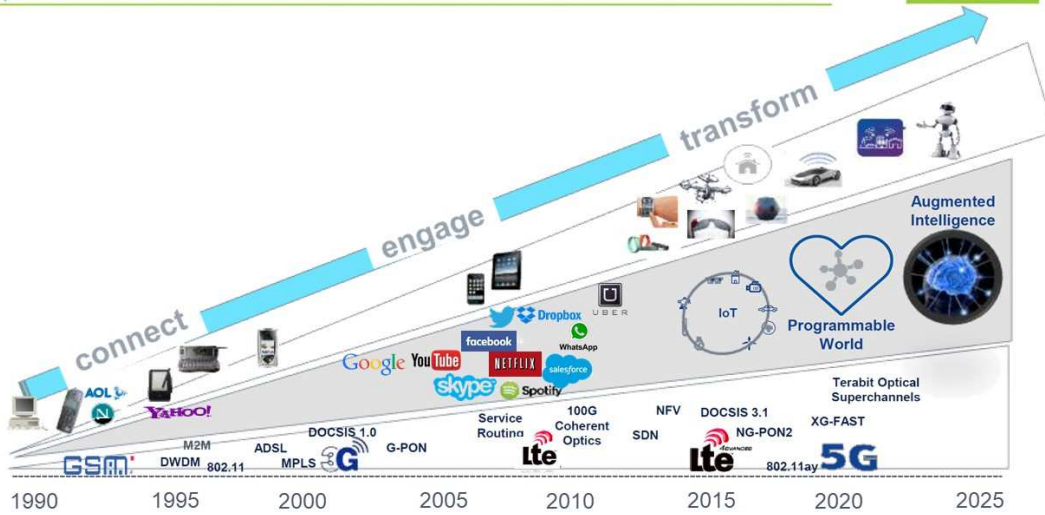 transform
engage
connect
Augmented
Intelligence
UBER
IoT
Programmable
World
Dropbox
facebook
WhatsApp
Google
YouTube
NETFLIX
salesforce
skype
Spotify
AOL
N
YAHOO!
Terabit Optical
Superchannels
DOCSIS 1.0
M2M
ADSL
G-PON
Service
Routing
100G
Coherent
Optics
NFV
SDN
DOCSIS 3.1
NG-PON2
XG-FAST
GSM
DWDM
802.11
MPLS
3G
Lte
Lte
ADVANCED
802.11ay
5G
1990
1995
2000
2005
2010
2015
2020
2025